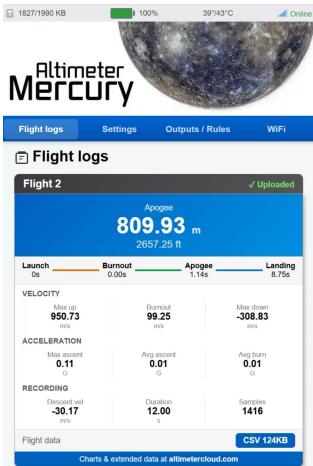 1827/1990 KB 100% 39°/43°C Online
Altimeter
Mercury
Flight logs Settings Outputs / Rules WiFi
Flight logs
Flight 2 ✓ Uploaded
Apogee
809.93 m
2657.25 ft
Launch Burnout Apogee Landing
0s 0.00s 1.14s 8.75s
VELOCITY
Max up Burnout Max down
950.73 99.25 -308.83
m/s m/s m/s
ACCELERATION
Max ascent Avg ascent Avg burn
0.11 0.01 0.01
G G G
RECORDING
Descent vel Duration Samples
-30.17 12.00 1416
m/s s
Flight data CSV 124KB
Charts & extended data at altimetercloud.com